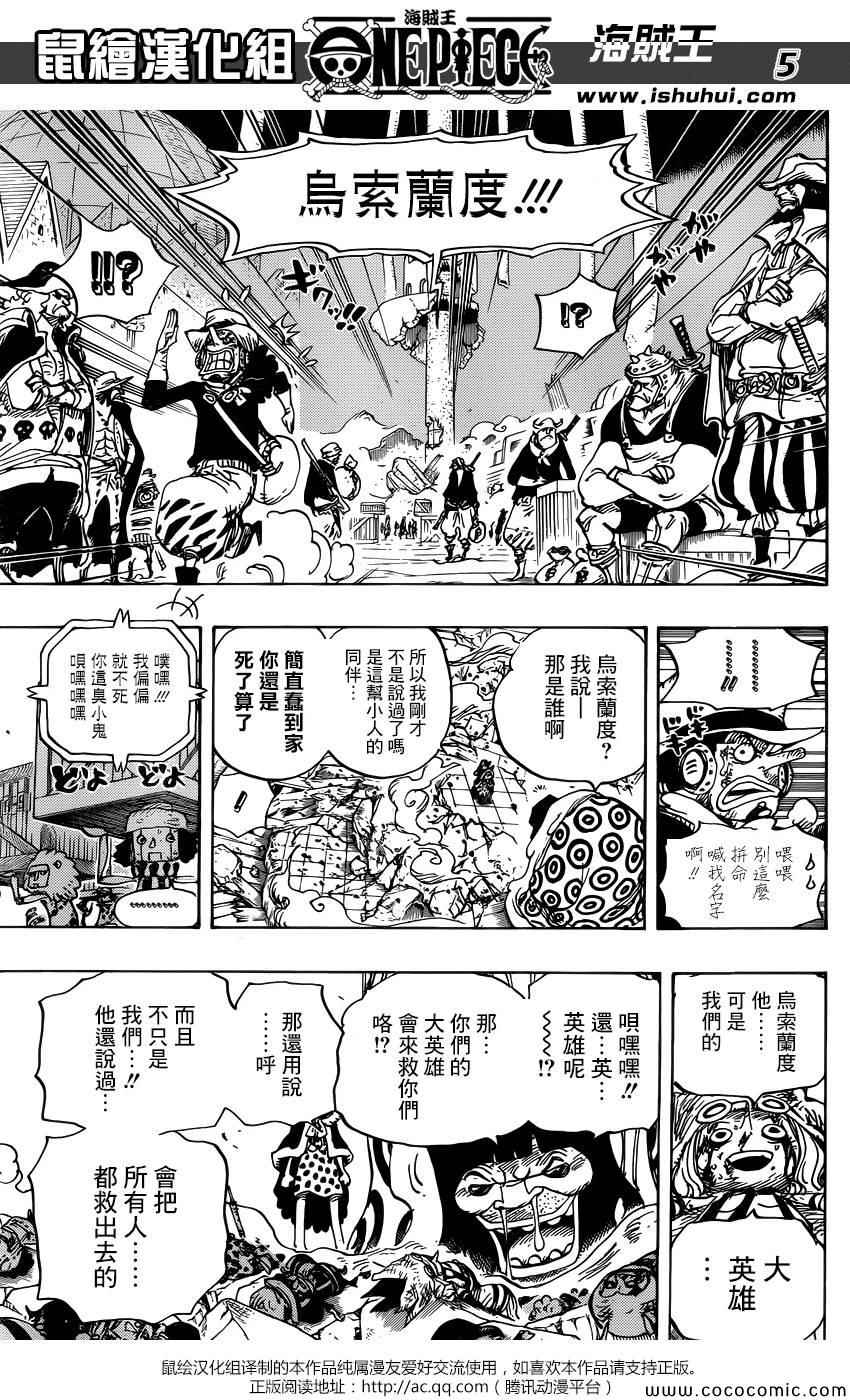 鼠繪漢化組
海賊王
ONE PIECE
海賊王
5
www.ishuhui.com
烏索蘭度!!!
!!?
ギクッ!!
!?
………
……!!
ギギギ
喂喂
別這麼
拼命
喊我名字
啊!!
烏索蘭度?
我說—
那是誰啊
所以我剛才
不是說過了嗎
是這幫小人的
同伴…
簡直蠢到家
你還是
死了算了
!
噗嘿!!!
我偏偏
就不死
你這臭小鬼
唄嘿嘿嘿
どよ
どよ
…………
烏索蘭度
他……
可是
我們的
大
英雄
…
唄嘿嘿!!
還…英…
英雄呢
~~~!?
那…
你們的
大英雄
會來救你們
咯!?
那還用說
……呼
而且
不只是
我們…!!
他還說過…
會把
所有人……
都救出去的
鼠绘汉化组译制的本作品纯属漫友爱好交流使用，如喜欢本作品请支持正版。
正版阅读地址：http://ac.qq.com（腾讯动漫平台）
www.cococomic.com